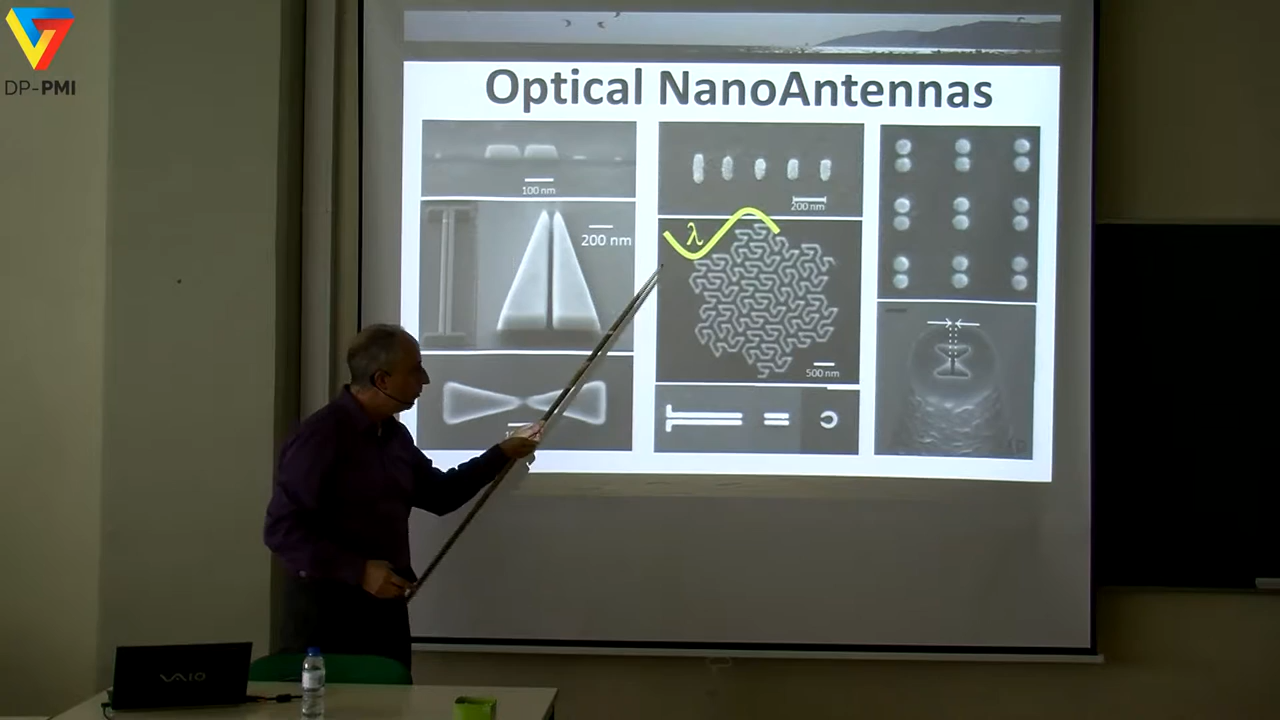 DP-PMI
Optical NanoAntennas
100 nm
200 nm
200 nm
λ
500 nm
VAIO